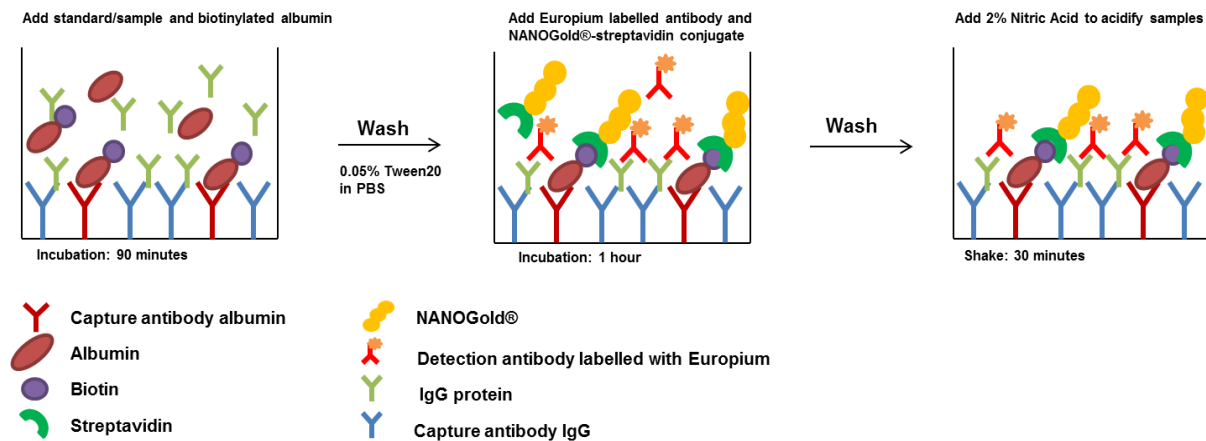 Add standard/sample and biotinylated albumin
Wash
0.05% Tween20
in PBS
Incubation: 90 minutes
Add Europium labelled antibody and
NANOGold®-streptavidin conjugate
Incubation: 1 hour
Wash
Add 2% Nitric Acid to acidify samples
Shake: 30 minutes
Capture antibody albumin
Albumin
Biotin
Streptavidin
NANOGold®
Detection antibody labelled with Europium
IgG protein
Capture antibody IgG